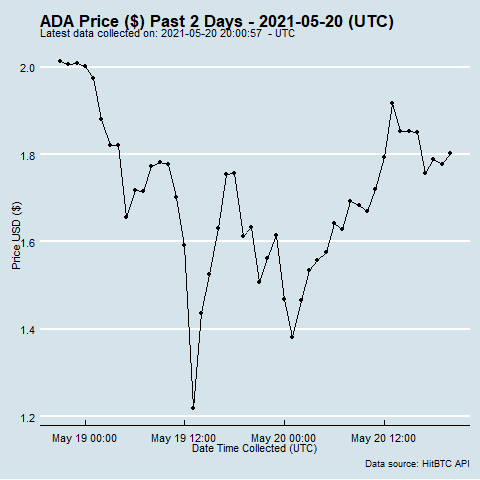 ADA Price ($) Past 2 Days - 2021-05-20 (UTC)
Latest data collected on: 2021-05-20 20:00:57  - UTC
Price USD ($)
2.0
1.8
1.6
1.4
1.2
May 19 00:00
May 19 12:00
May 20 00:00
May 20 12:00
Date Time Collected (UTC)
Data source: HitBTC API